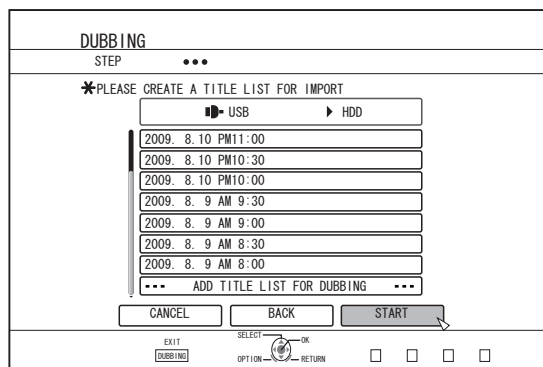 DUBBING
STEP
*PLEASE CREATE A TITLE LIST FOR IMPORT
USB ▶ HDD
2009. 8.10 PM11:00
2009. 8.10 PM10:30
2009. 8.10 PM10:00
2009. 8. 9 AM 9:30
2009. 8. 9 AM 9:00
2009. 8. 9 AM 8:30
2009. 8. 9 AM 8:00
--- ADD TITLE LIST FOR DUBBING ---
CANCEL BACK START
EXIT
DUBBING
SELECT OK
OPTION RETURN